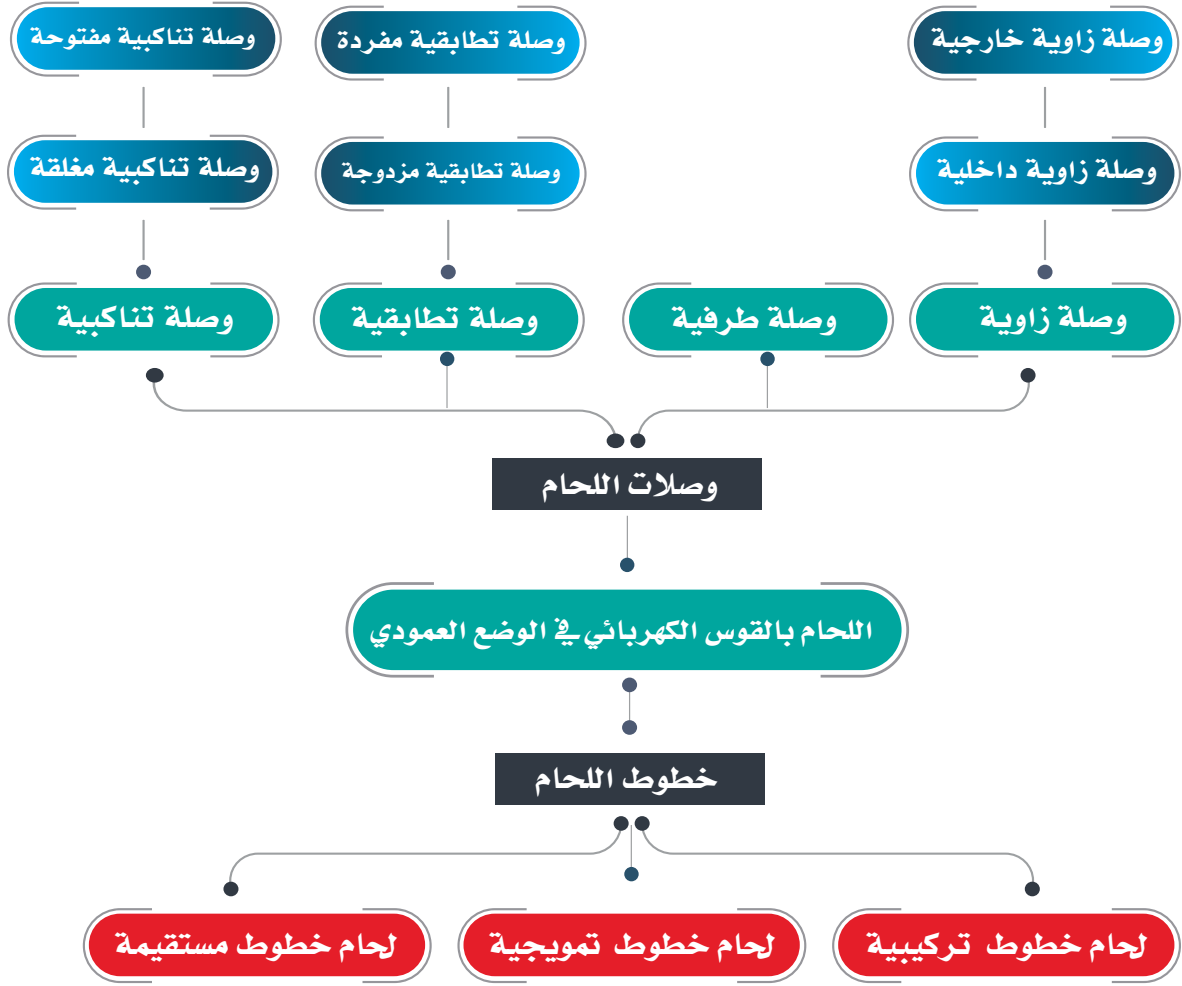 وصلة زاوية خارجية
وصلة تطابقية مفردة
وصلة تناكبية مفتوحة
وصلة زاوية داخلية
وصلة تطابقية مزدوجة
وصلة تناكبية مغلقة
وصلة زاوية
وصلة طرفية
وصلة تطابقية
وصلة تناكبية
وصلات اللحام
اللحام بالقوس الكهربائي في الوضع العمودي
خطوط اللحام
لحام خطوط تركيبية
لحام خطوط تمويجية
لحام خطوط مستقيمة